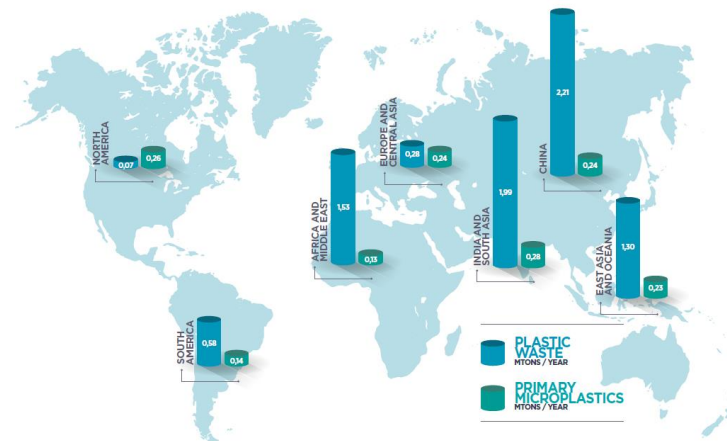 NORTH
AMERICA
0,07
0,26
SOUTH
AMERICA
0,58
0,14
AFRICA AND
MIDDLE EAST
1,53
0,13
EUROPE AND
CENTRAL ASIA
0,28
0,24
INDIA AND
SOUTH ASIA
1,99
0,28
CHINA
2,21
0,24
EAST ASIA
AND OCEANIA
1,30
0,23
PLASTIC
WASTE
MTONS / YEAR
PRIMARY
MICROPLASTICS
MTONS / YEAR